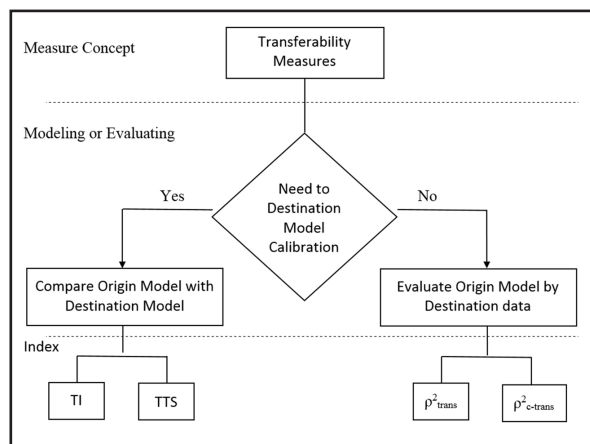 Measure Concept
Transferability
Measures
Modeling or Evaluating
Yes
Need to
Destination
Model
Calibration
No
Compare Origin Model with
Destination Model
Evaluate Origin Model by
Destination data
Index
TI
TTS
ρ²trans
ρ²c-trans